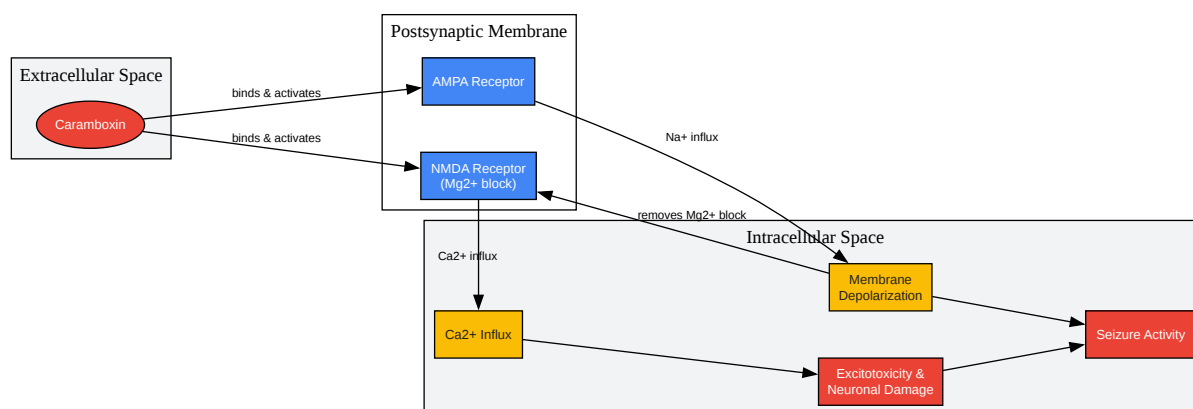 Postsynaptic Membrane
Extracellular Space
AMPA Receptor
binds & activates
Caramboxin
binds & activates
Na+ influx
NMDA Receptor
(Mg2+ block)
removes Mg2+ block
Intracellular Space
Ca2+ influx
Membrane
Depolarization
Ca2+ Influx
Seizure Activity
Excitotoxicity &
Neuronal Damage